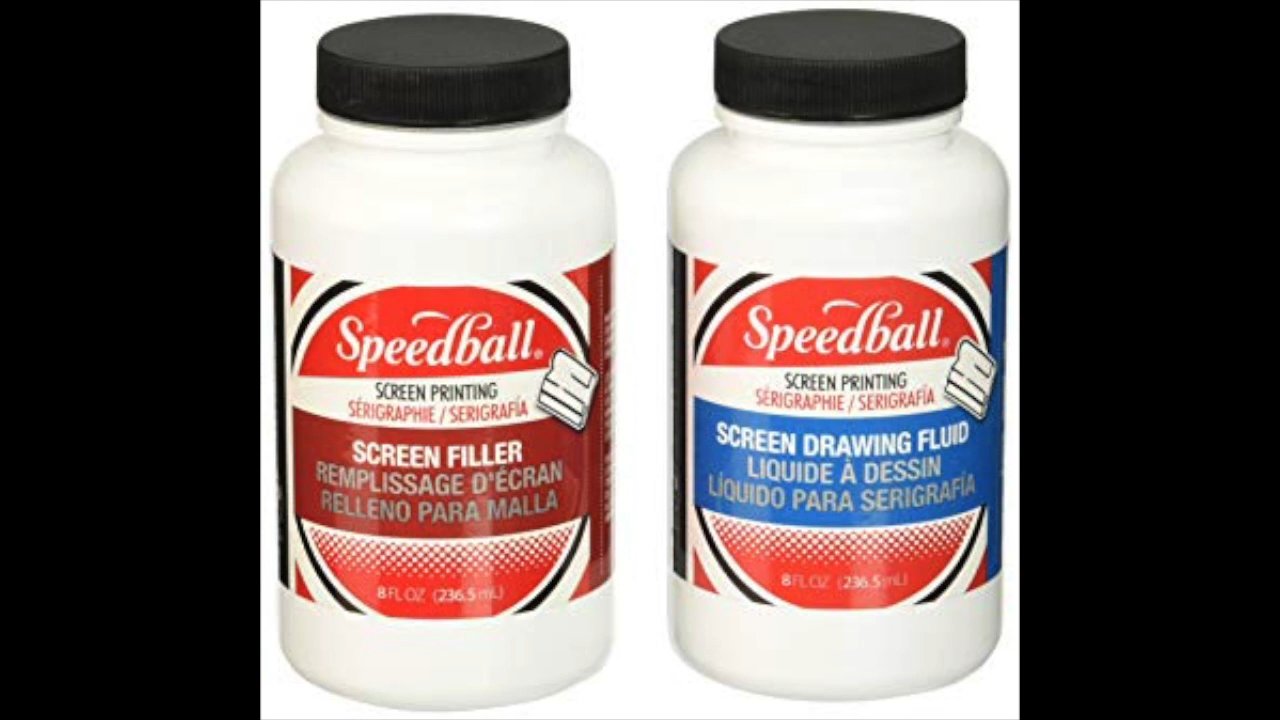 Speedball®
SCREEN PRINTING
SÉRIGRAPHIE / SERIGRAFÍA
SCREEN FILLER
REMPLISSAGE D'ÉCRAN
RELLENO PARA MALLA
8 FL OZ (236.5 mL)
Speedball®
SCREEN PRINTING
SÉRIGRAPHIE / SERIGRAFÍA
SCREEN DRAWING FLUID
LIQUIDE À DESSIN
LÍQUIDO PARA SERIGRAFÍA
8 FL OZ (236.5 mL)